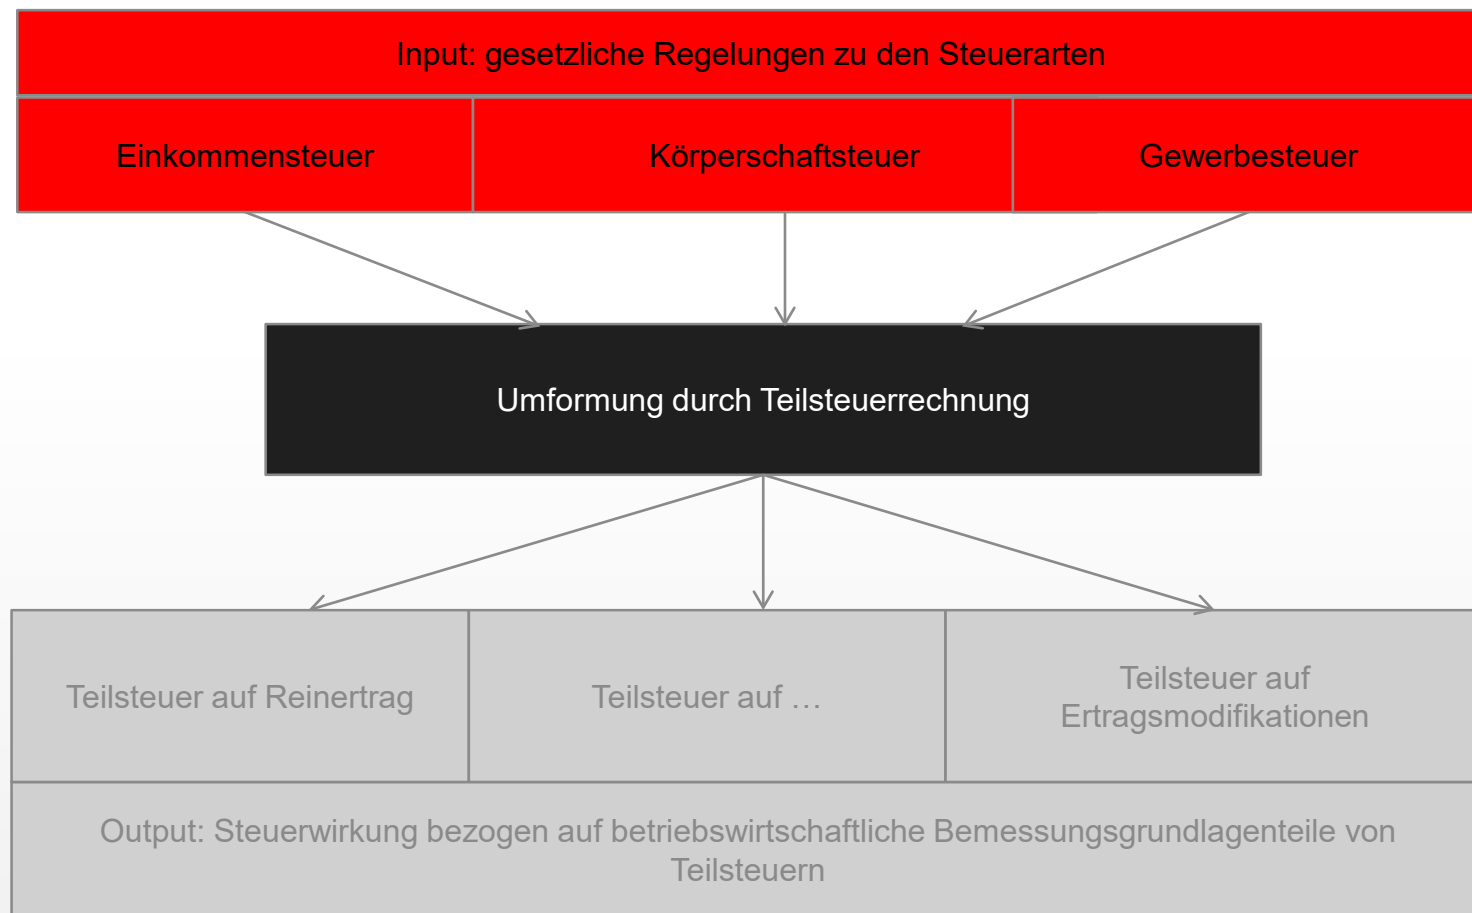 Input: gesetzliche Regelungen zu den Steuerarten
Einkommensteuer
Körperschaftsteuer
Gewerbesteuer
Umformung durch Teilsteuerrechnung
Teilsteuer auf Reinertrag
Teilsteuer auf …
Teilsteuer auf
Ertragsmodifikationen
Output: Steuerwirkung bezogen auf betriebswirtschaftliche Bemessungsgrundlagenteile von
Teilsteuern